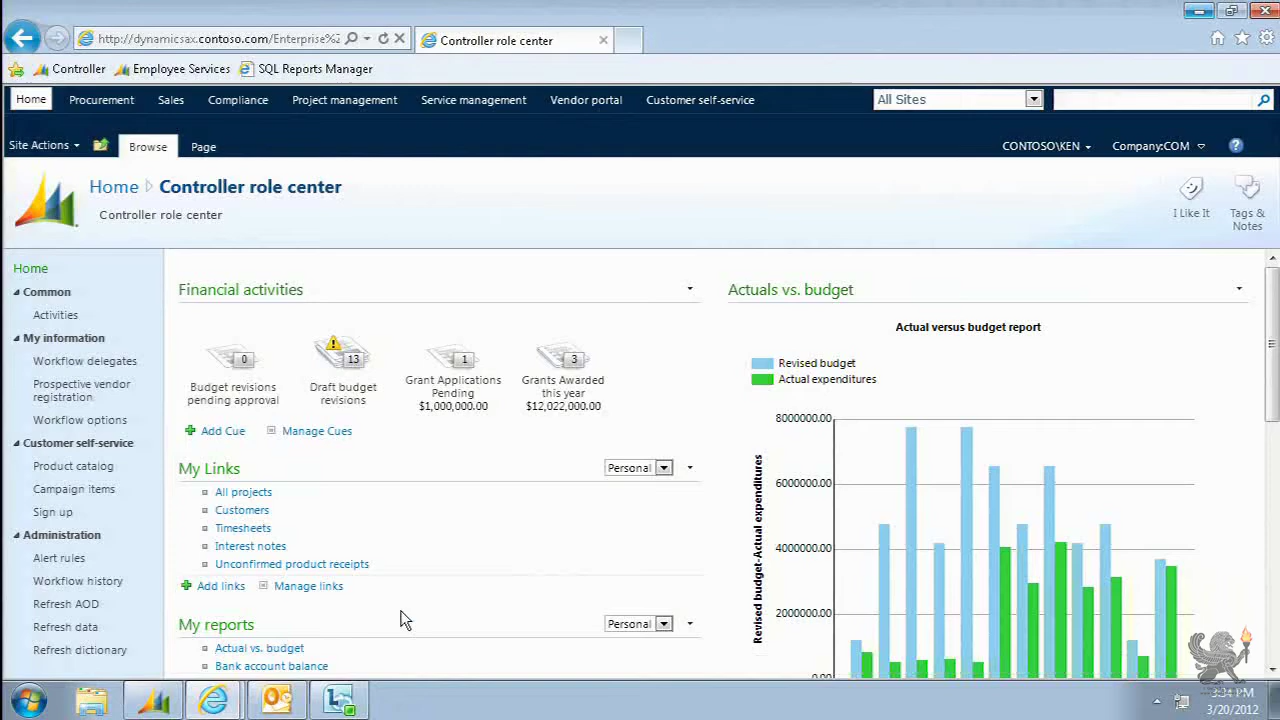 http://dynamicsax.contoso.com/Enterprise%2
Controller role center
Controller
Employee Services
SQL Reports Manager
Home
Procurement
Sales
Compliance
Project management
Service management
Vendor portal
Customer self-service
All Sites
Site Actions
Browse
Page
CONTOSO\KEN
Company:COM
Home
Controller role center
Controller role center
I Like It
Tags &
Notes
Home
Common
Activities
My information
Workflow delegates
Prospective vendor
registration
Workflow options
Customer self-service
Product catalog
Campaign items
Sign up
Administration
Alert rules
Workflow history
Refresh AOD
Refresh data
Refresh dictionary
Financial activities
0
Budget revisions
pending approval
13
Draft budget
revisions
1
Grant Applications
Pending
$1,000,000.00
3
Grants Awarded
this year
$12,022,000.00
Add Cue
Manage Cues
My Links
Personal
All projects
Customers
Timesheets
Interest notes
Unconfirmed product receipts
Add links
Manage links
My reports
Personal
Actual vs. budget
Bank account balance
Actuals vs. budget
Actual versus budget report
Revised budget
Actual expenditures
8000000.00
6000000.00
4000000.00
2000000.00
0.00
Revised budget-Actual expenditures
3:34 PM
3/20/2012